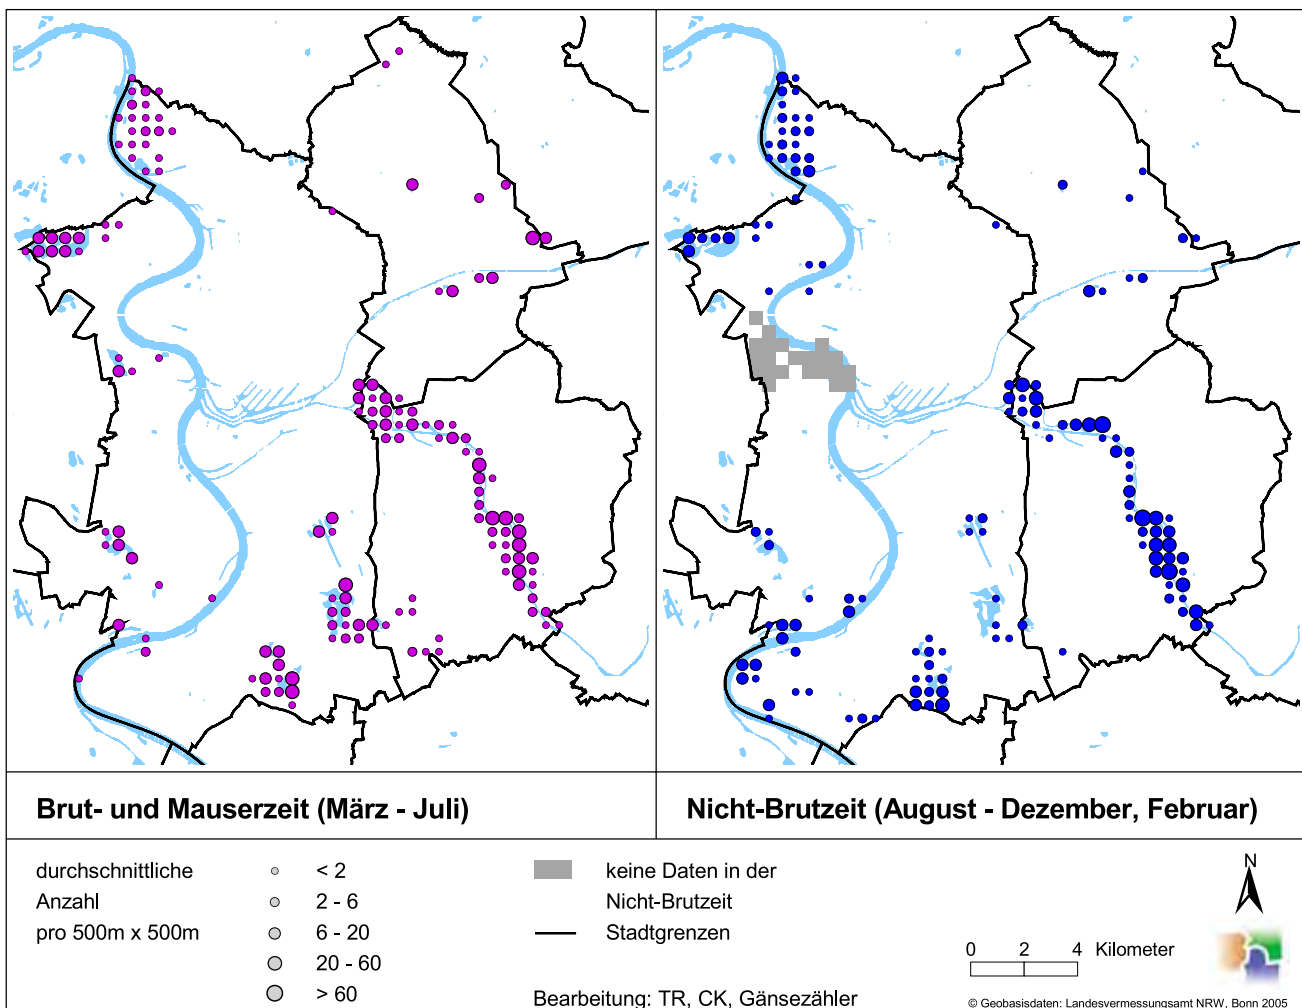 Brut- und Mauserzeit (März - Juli)
Nicht-Brutzeit (August - Dezember, Februar)
durchschnittliche
Anzahl
pro 500m x 500m
< 2
2 - 6
6 - 20
20 - 60
> 60
keine Daten in der
Nicht-Brutzeit
Stadtgrenzen
Bearbeitung: TR, CK, Gänsezähler
N
0 2 4 Kilometer
© Geobasisdaten: Landesvermessungsamt NRW, Bonn 2005